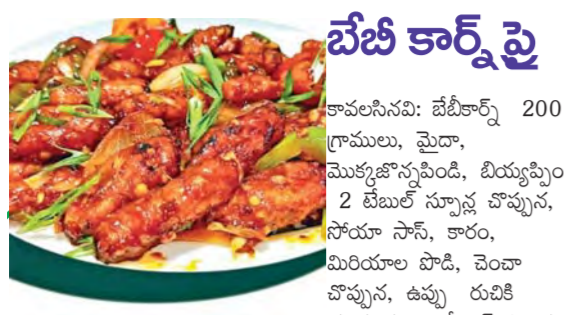 బేబీ కార్న్ ఫ్రై
కావలసినవి: బేబీకార్న్ 200
గ్రాములు, మైదా,
మొక్కజొన్నపిండి, బియ్యప్పిం
2 టేబుల్ స్పూన్ల చొప్పున,
సోయా సాస్, కారం,
మిరియాల పొడి, చెంచా
చొప్పున, ఉప్పు రుచికి